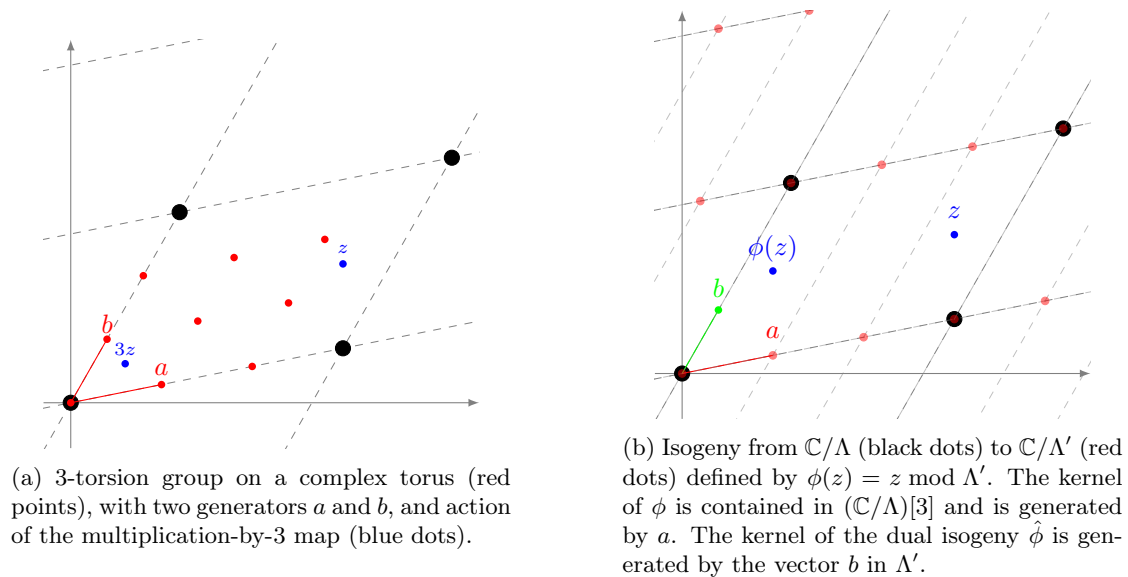 b
3z
a
z
(a) 3-torsion group on a complex torus (red
points), with two generators a and b, and action
of the multiplication-by-3 map (blue dots).
z
ϕ(z)
b
a
(b) Isogeny from ℂ/Λ (black dots) to ℂ/Λ′ (red
dots) defined by ϕ(z) = z mod Λ′. The kernel
of ϕ is contained in (ℂ/Λ)[3] and is generated
by a. The kernel of the dual isogeny ϕ̂ is gen-
erated by the vector b in Λ′.